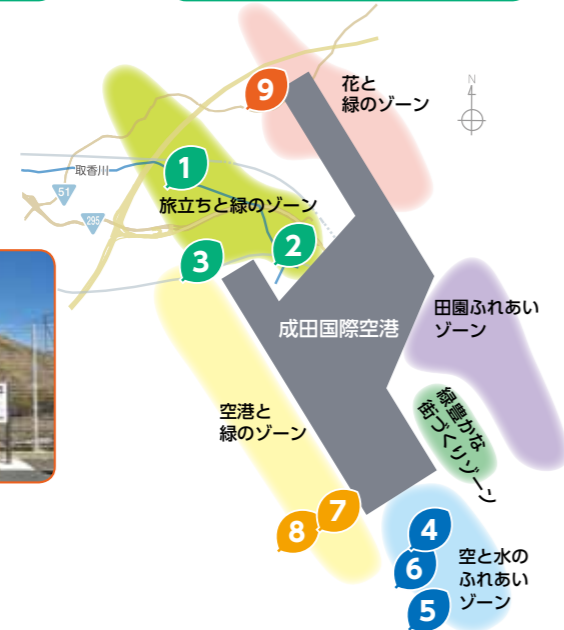 N
9
花と
緑のゾーン
1
取香川
51
旅立ちと緑のゾーン
295
2
3
成田国際空港
田園ふれあい
ゾーン
空港と
緑のゾーン
緑豊かな
街づくりゾーン
7
8
4
6
空と水の
ふれあい
ゾーン
5